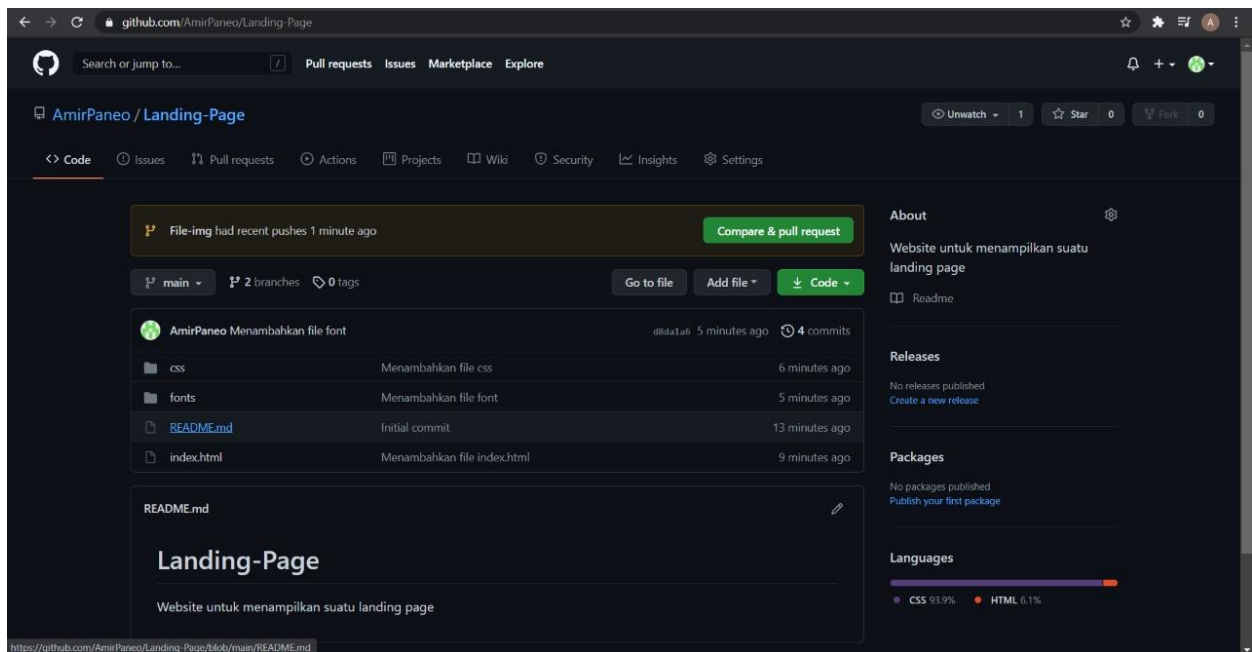 github.com/AmirPaneo/Landing-Page
A
Search or jump to... / Pull requests Issues Marketplace Explore
AmirPaneo / Landing-Page
Unwatch 1 Star 0 Fork 0
<> Code Issues Pull requests Actions Projects Wiki Security Insights Settings
File-img had recent pushes 1 minute ago Compare & pull request
main 2 branches 0 tags Go to file Add file Code
AmirPaneo Menambahkan file font d8da1a6 5 minutes ago 4 commits
css Menambahkan file css 6 minutes ago
fonts Menambahkan file font 5 minutes ago
README.md Initial commit 13 minutes ago
index.html Menambahkan file index.html 9 minutes ago
README.md
Landing-Page
Website untuk menampilkan suatu landing page
About
Website untuk menampilkan suatu
landing page
Readme
Releases
No releases published
Create a new release
Packages
No packages published
Publish your first package
Languages
CSS 93.9% HTML 6.1%
https://github.com/AmirPaneo/Landing-Page/blob/main/README.md